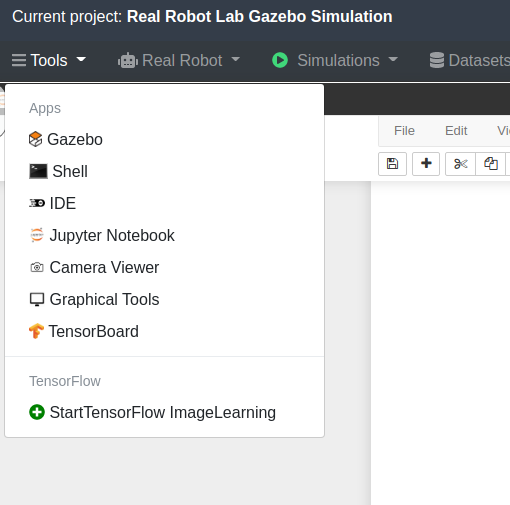 Current project: Real Robot Lab Gazebo Simulation
Tools Real Robot Simulations Datasets
Apps
Gazebo
Shell
IDE
Jupyter Notebook
Camera Viewer
Graphical Tools
TensorBoard
TensorFlow
StartTensorFlow ImageLearning
File Edit